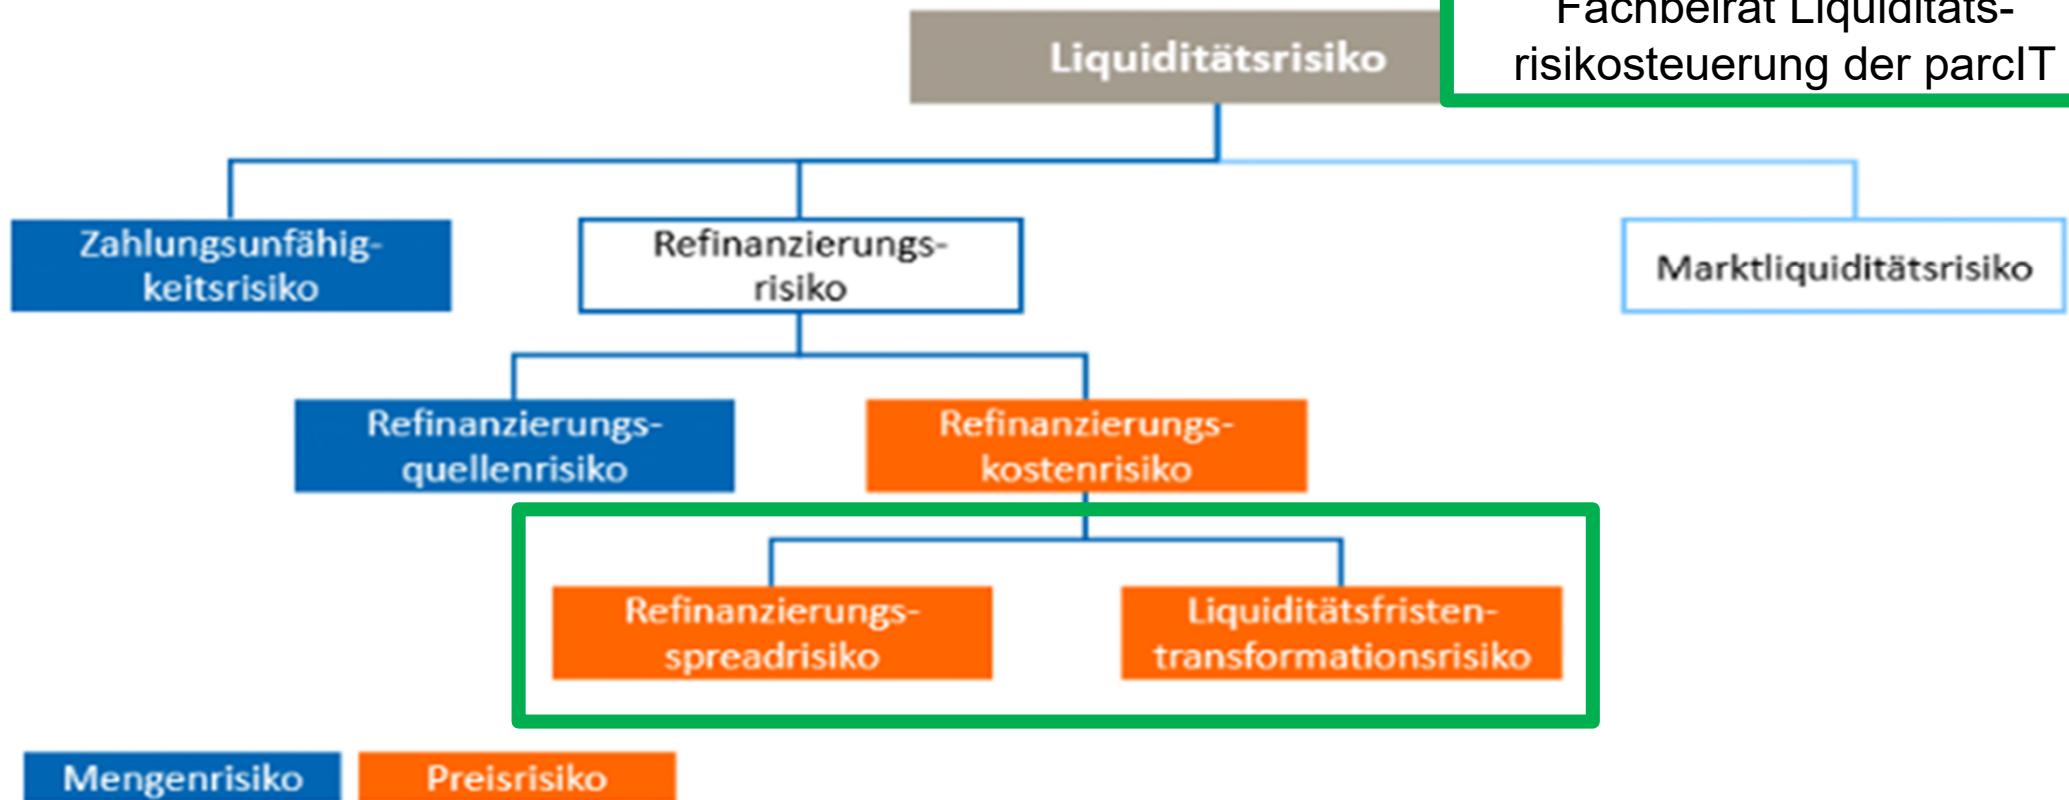 Fachbeirat Liquiditäts-
risikosteuerung der parcIT
Liquiditätsrisiko
Zahlungsunfähig-
keitsrisiko
Refinanzierungs-
risiko
Marktliquiditätsrisiko
Refinanzierungs-
quellenrisiko
Refinanzierungs-
kostenrisiko
Refinanzierungs-
spreadrisiko
Liquiditätsfristen-
transformationsrisiko
Mengenrisiko
Preisrisiko